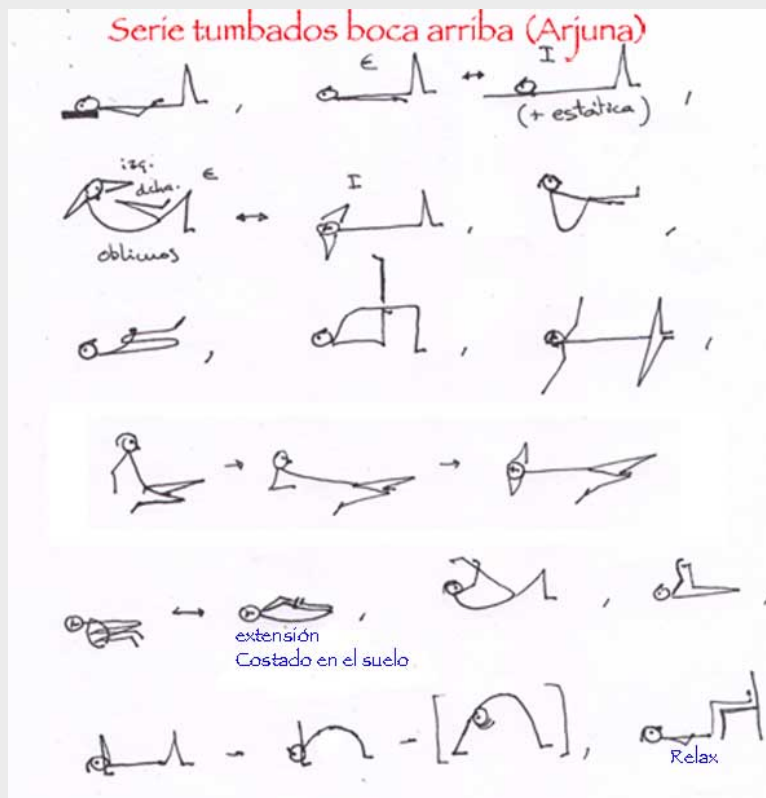 Serie tumbados boca arriba (Arjuna)
E
I
(+ estática)
izq.
dcha.
E
I
oblicuos
extensión
Costado en el suelo
Relax